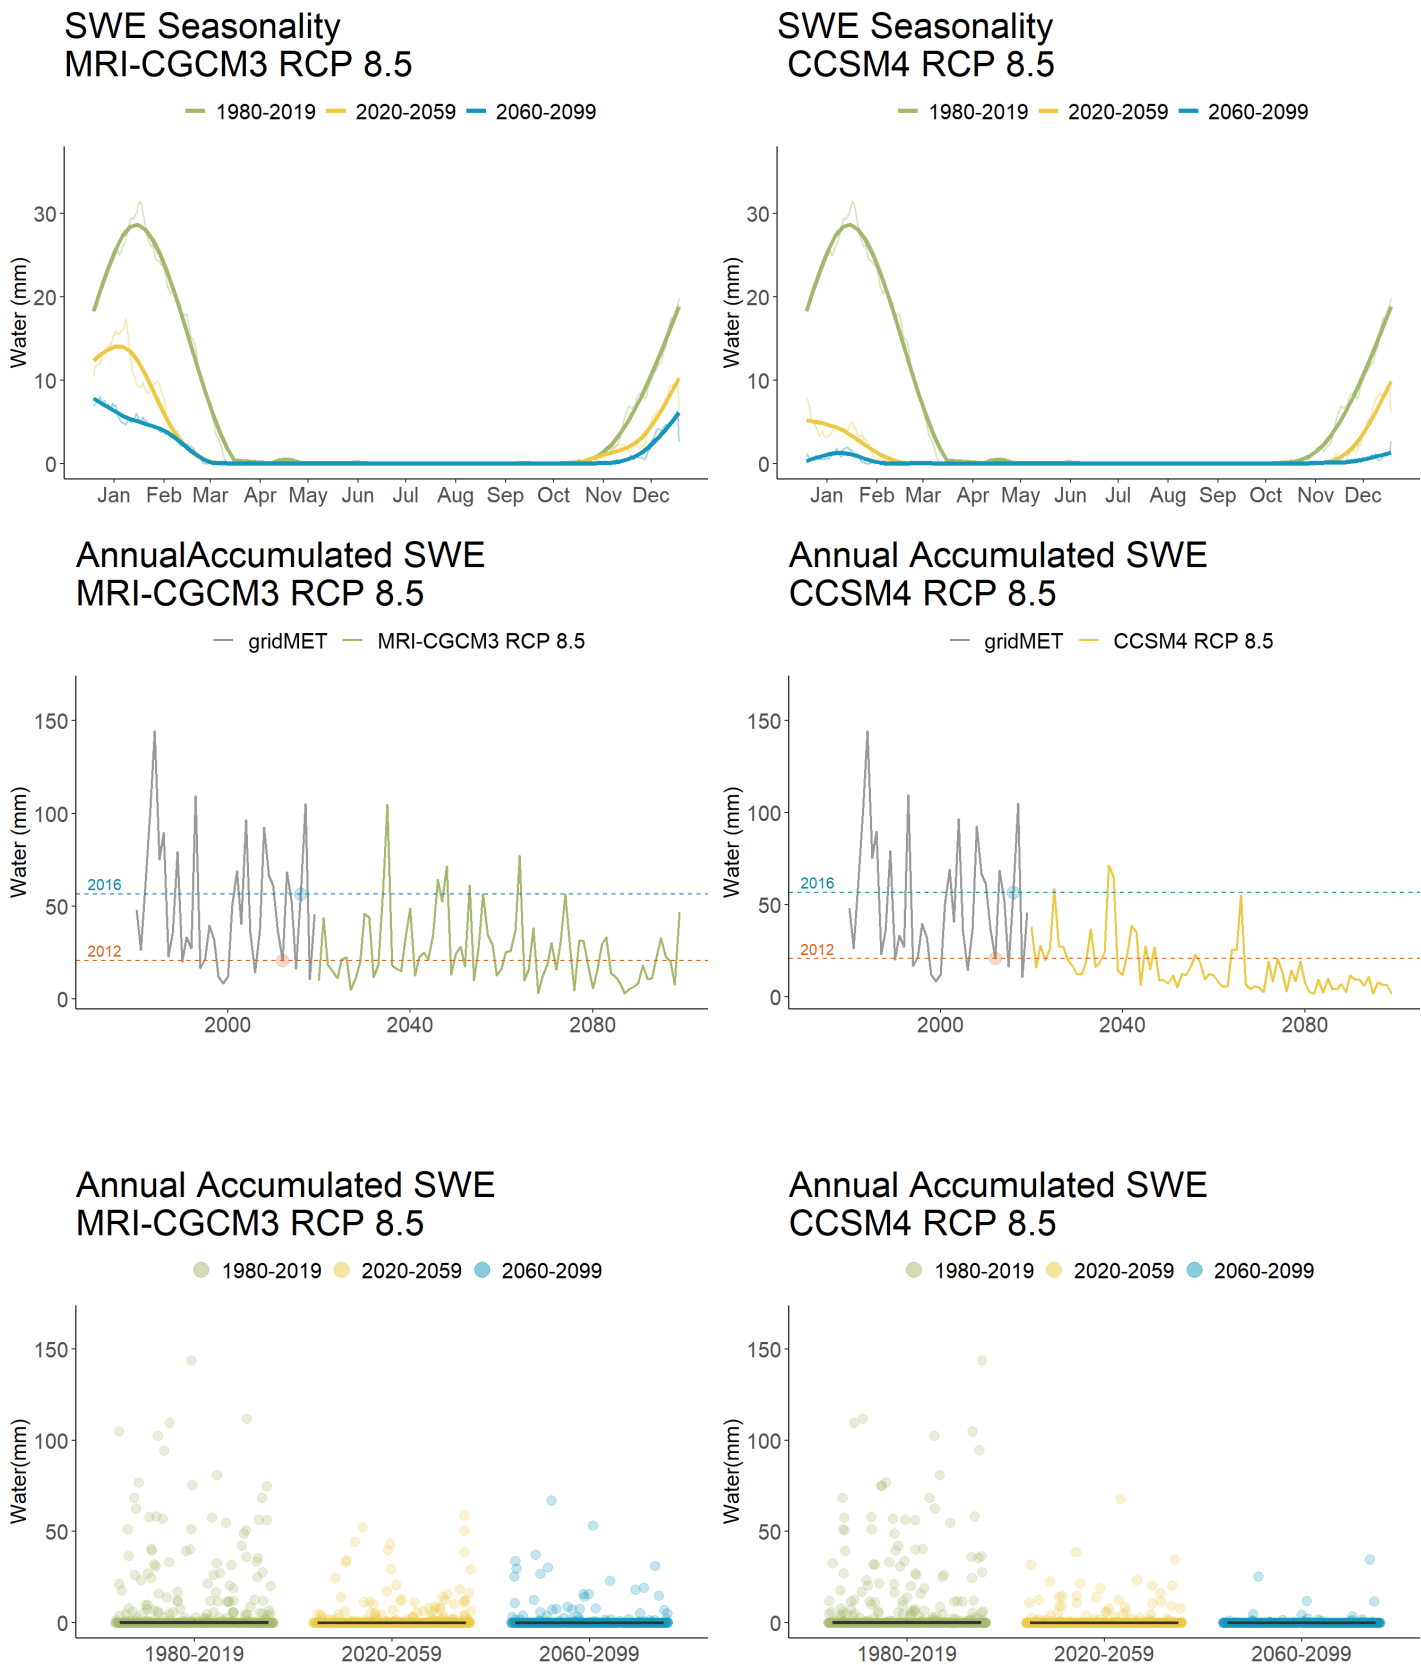 SWE Seasonality
MRI-CGCM3 RCP 8.5
1980-2019 2020-2059 2060-2099
Water (mm)
30
20
10
0
Jan Feb Mar Apr May Jun Jul Aug Sep Oct Nov Dec
SWE Seasonality
CCSM4 RCP 8.5
1980-2019 2020-2059 2060-2099
Water (mm)
30
20
10
0
Jan Feb Mar Apr May Jun Jul Aug Sep Oct Nov Dec
AnnualAccumulated SWE
MRI-CGCM3 RCP 8.5
gridMET MRI-CGCM3 RCP 8.5
Water (mm)
150
100
50
0
2016
2012
2000 2040 2080
Annual Accumulated SWE
CCSM4 RCP 8.5
gridMET CCSM4 RCP 8.5
Water (mm)
150
100
50
0
2016
2012
2000 2040 2080
Annual Accumulated SWE
MRI-CGCM3 RCP 8.5
1980-2019 2020-2059 2060-2099
Water(mm)
150
100
50
0
1980-2019 2020-2059 2060-2099
Annual Accumulated SWE
CCSM4 RCP 8.5
1980-2019 2020-2059 2060-2099
Water(mm)
150
100
50
0
1980-2019 2020-2059 2060-2099